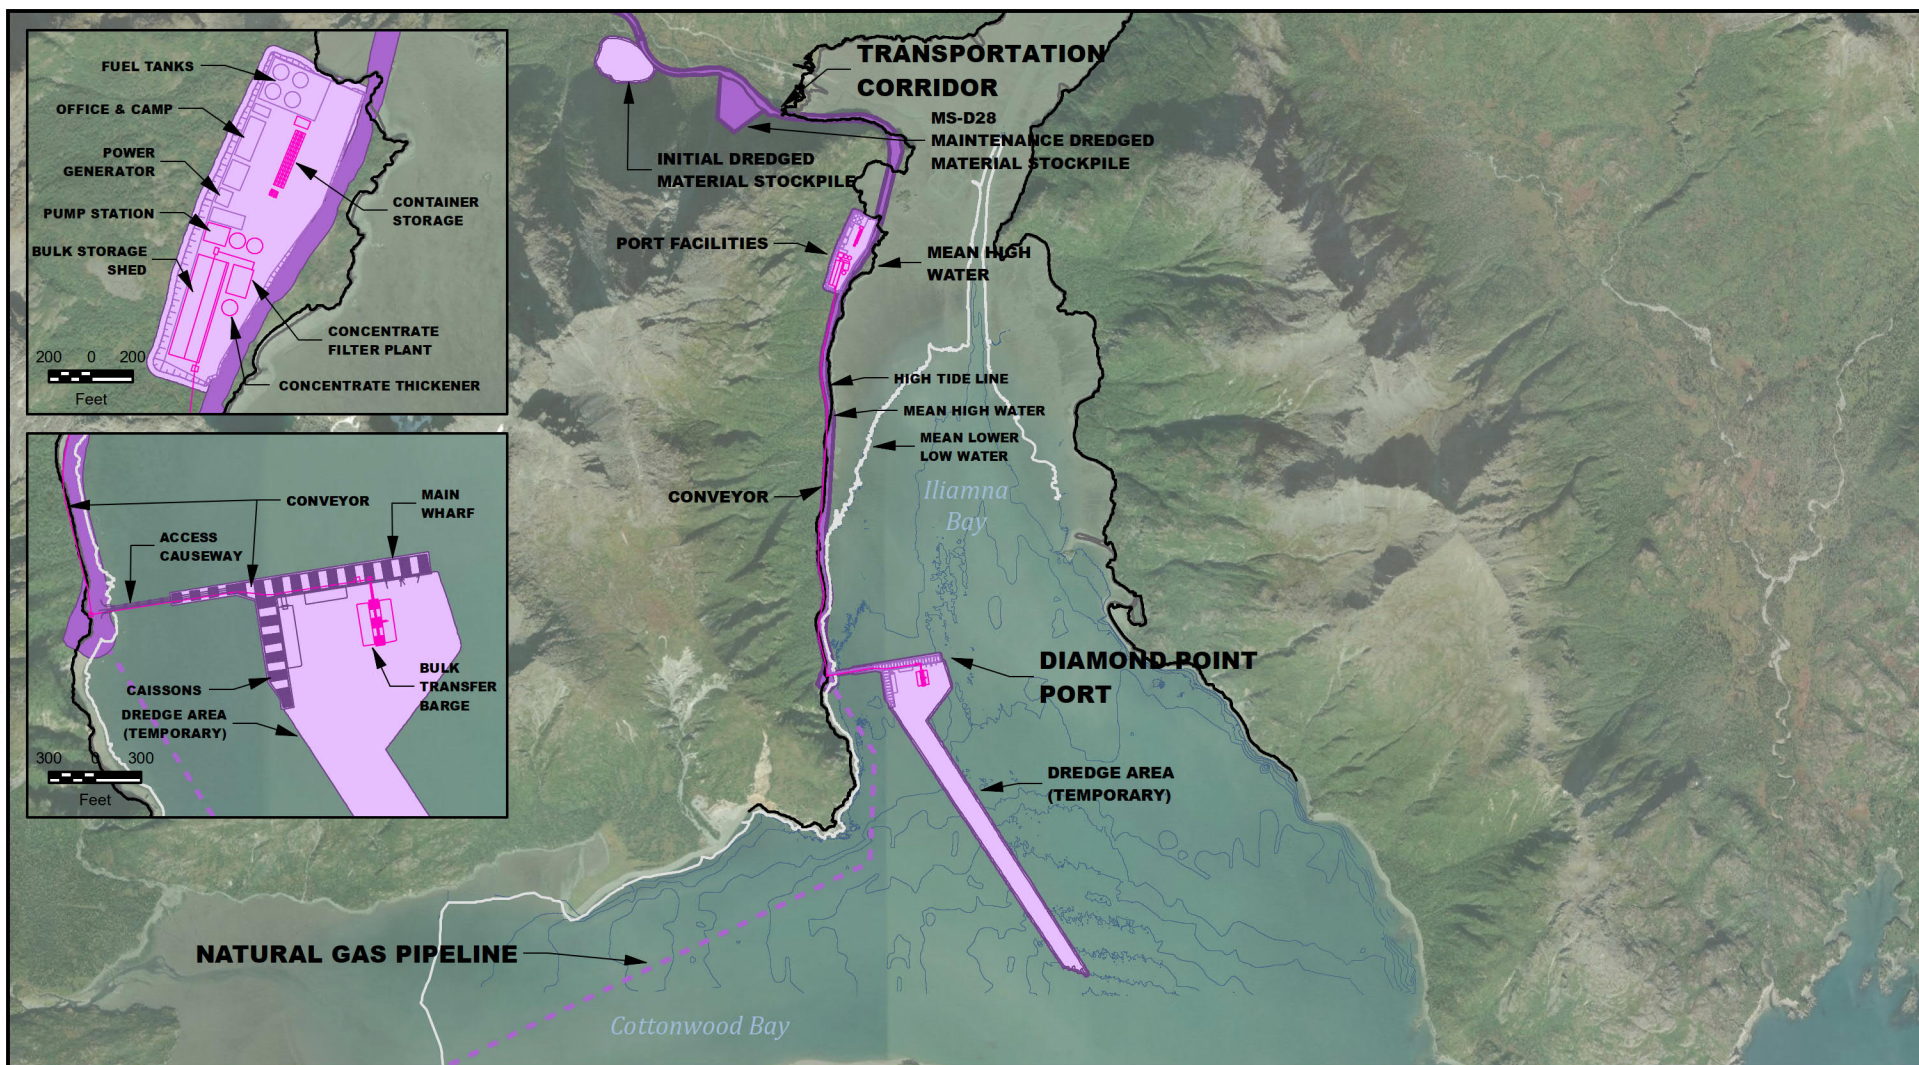 FUEL TANKS
OFFICE & CAMP
POWER
GENERATOR
PUMP STATION
BULK STORAGE
SHED
CONTAINER
STORAGE
CONCENTRATE
FILTER PLANT
CONCENTRATE THICKENER
200 0 200
Feet
CONVEYOR
MAIN
WHARF
ACCESS
CAUSEWAY
CAISSONS
DREDGE AREA
(TEMPORARY)
BULK
TRANSFER
BARGE
300 0 300
Feet
TRANSPORTATION
CORRIDOR
MS-D28
MAINTENANCE DREDGED
MATERIAL STOCKPILE
INITIAL DREDGED
MATERIAL STOCKPILE
PORT FACILITIES
MEAN HIGH
WATER
HIGH TIDE LINE
MEAN HIGH WATER
MEAN LOWER
LOW WATER
CONVEYOR
Iliamna
Bay
DIAMOND POINT
PORT
DREDGE AREA
(TEMPORARY)
NATURAL GAS PIPELINE
Cottonwood Bay